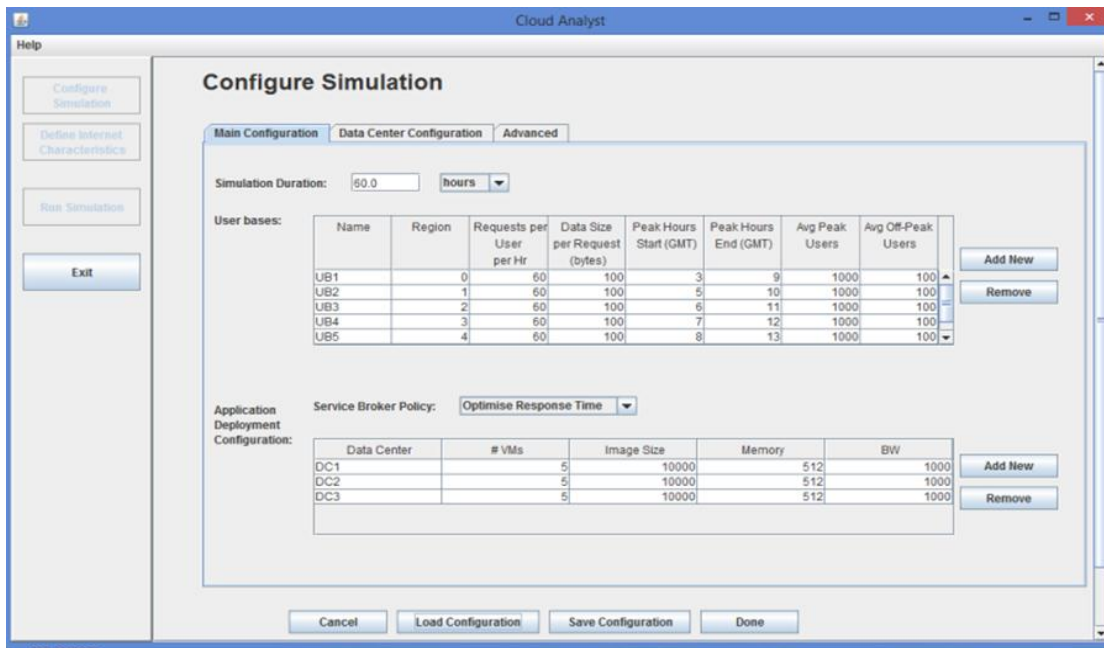 Cloud Analyst
Help
Configure Simulation
Define Internet Characteristics
Run Simulation
Exit
Configure Simulation
Main Configuration Data Center Configuration Advanced
Simulation Duration: 60.0 hours
User bases:
Name Region Requests per User per Hr Data Size per Request (bytes) Peak Hours Start (GMT) Peak Hours End (GMT) Avg Peak Users Avg Off-Peak Users
UB1 0 60 100 3 9 1000 100
UB2 1 60 100 5 10 1000 100
UB3 2 60 100 6 11 1000 100
UB4 3 60 100 7 12 1000 100
UB5 4 60 100 8 13 1000 100
Add New
Remove
Application Deployment Configuration:
Service Broker Policy: Optimise Response Time
Data Center # VMs Image Size Memory BW
DC1 5 10000 512 1000
DC2 5 10000 512 1000
DC3 5 10000 512 1000
Add New
Remove
Cancel Load Configuration Save Configuration Done